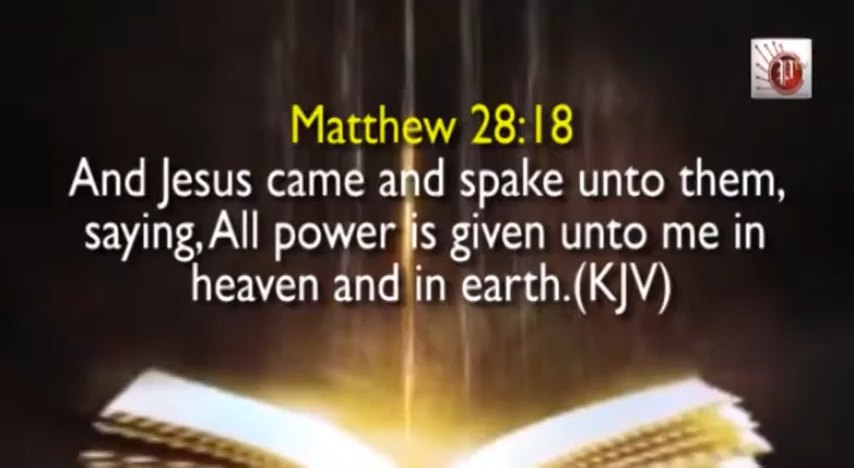 Matthew 28:18
And Jesus came and spake unto them,
saying, All power is given unto me in
heaven and in earth.(KJV)